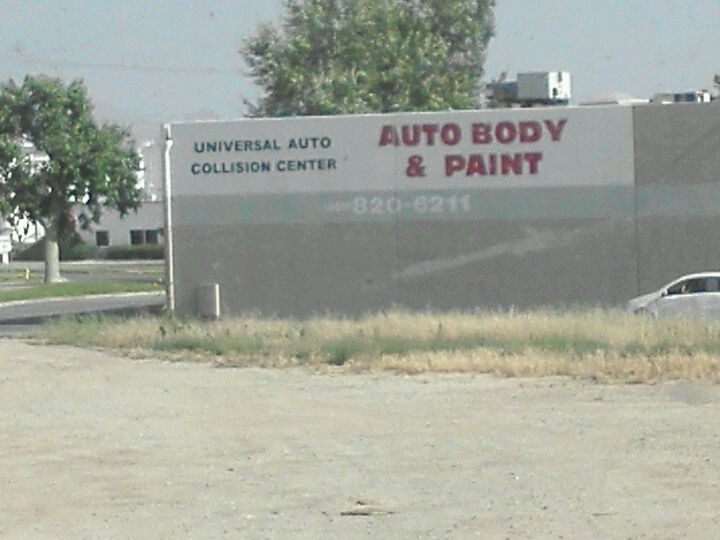 UNIVERSAL AUTO
COLLISION CENTER
AUTO BODY
& PAINT
820-6211